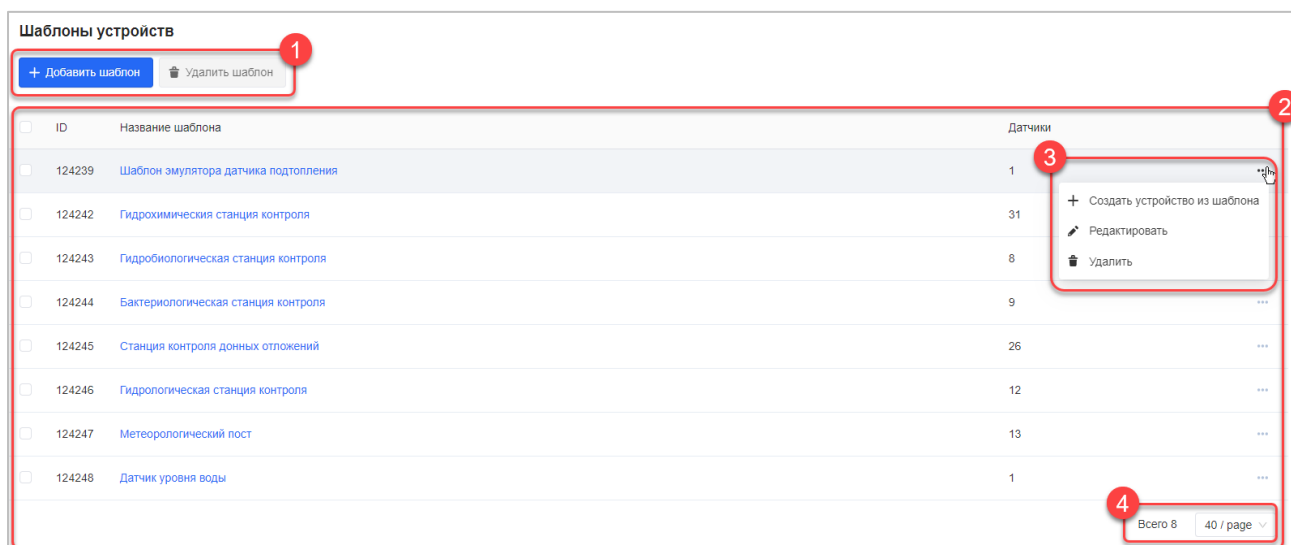 Шаблоны устройств
1
+ Добавить шаблон Удалить шаблон
2
ID Название шаблона Датчики
3
124239 Шаблон эмулятора датчика подтопления 1 ...
+ Создать устройство из шаблона
124242 Гидрохимическия станция контроля 31
Редактировать
124243 Гидробиологическая станция контроля 8
Удалить
124244 Бактериологическая станция контроля 9 ...
124245 Станция контроля донных отложений 26 ...
124246 Гидрологическая станция контроля 12 ...
124247 Метеорологический пост 13 ...
124248 Датчик уровня воды 1 ...
4
Всего 8 40 / page